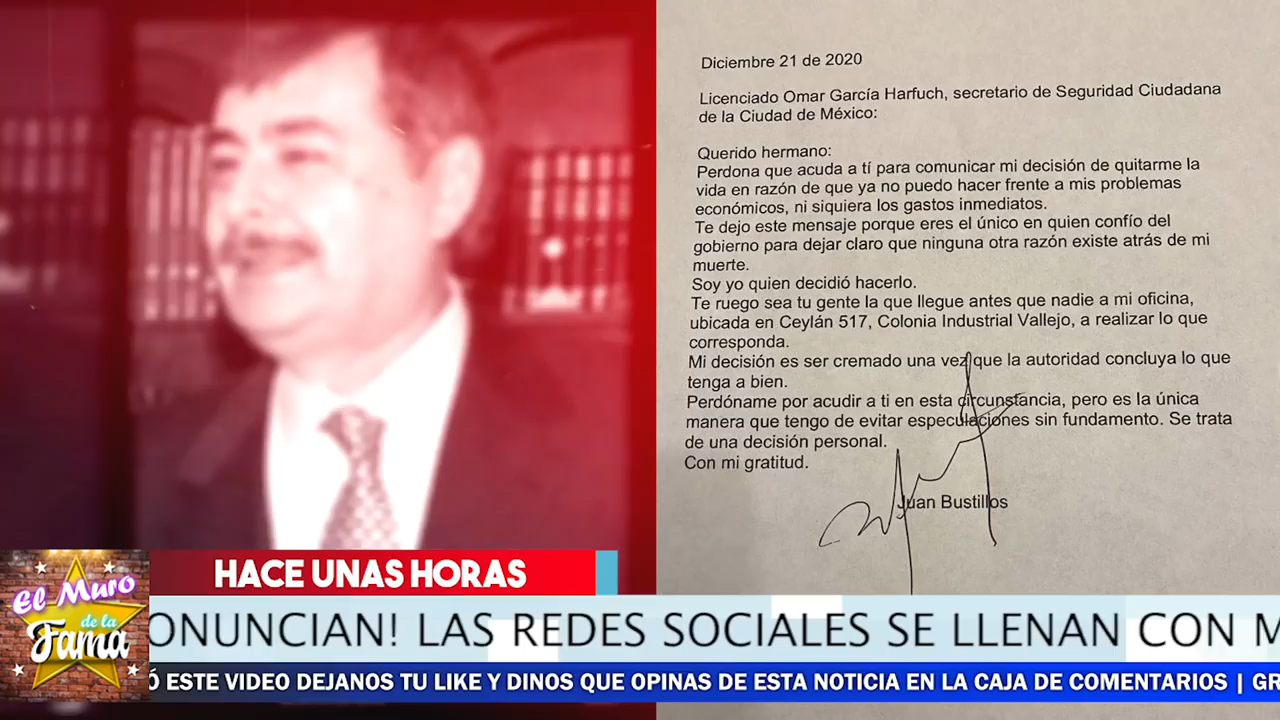 Diciembre 21 de 2020
Licenciado Omar García Harfuch, secretario de Seguridad Ciudadana
de la Ciudad de México:
Querido hermano:
Perdona que acuda a tí para comunicar mi decisión de quitarme la
vida en razón de que ya no puedo hacer frente a mis problemas
económicos, ni siquiera los gastos inmediatos.
Te dejo este mensaje porque eres el único en quien confío del
gobierno para dejar claro que ninguna otra razón existe atrás de mi
muerte.
Soy yo quien decidió hacerlo.
Te ruego sea tu gente la que llegue antes que nadie a mi oficina,
ubicada en Ceylán 517, Colonia Industrial Vallejo, a realizar lo que
corresponda.
Mi decisión es ser cremado una vez que la autoridad concluya lo que
tenga a bien.
Perdóname por acudir a ti en esta circunstancia, pero es la única
manera que tengo de evitar especulaciones sin fundamento. Se trata
de una decisión personal.
Con mi gratitud.
Juan Bustillos
HACE UNAS HORAS
El Muro
de la
Fama
ONUNCIAN! LAS REDES SOCIALES SE LLENAN CON M
Ó ESTE VIDEO DEJANOS TU LIKE Y DINOS QUE OPINAS DE ESTA NOTICIA EN LA CAJA DE COMENTARIOS | GR